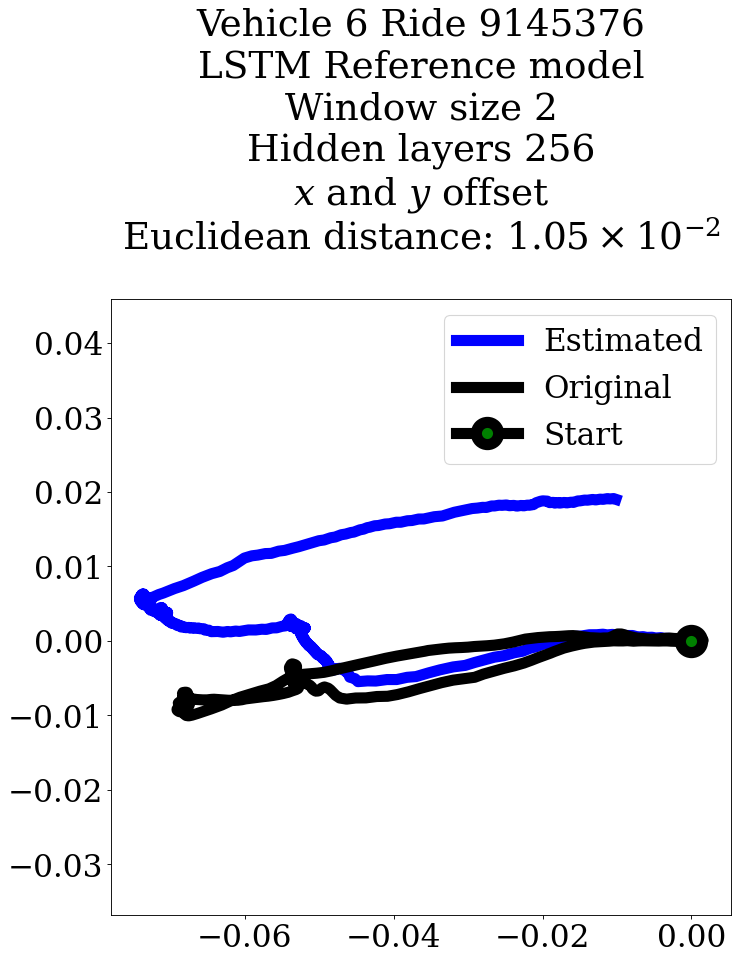 Vehicle 6 Ride 9145376
LSTM Reference model
Window size 2
Hidden layers 256
x and y offset
Euclidean distance: 1.05 × 10⁻²
Estimated
Original
Start
0.04
0.03
0.02
0.01
0.00
−0.01
−0.02
−0.03
−0.06 −0.04 −0.02 0.00